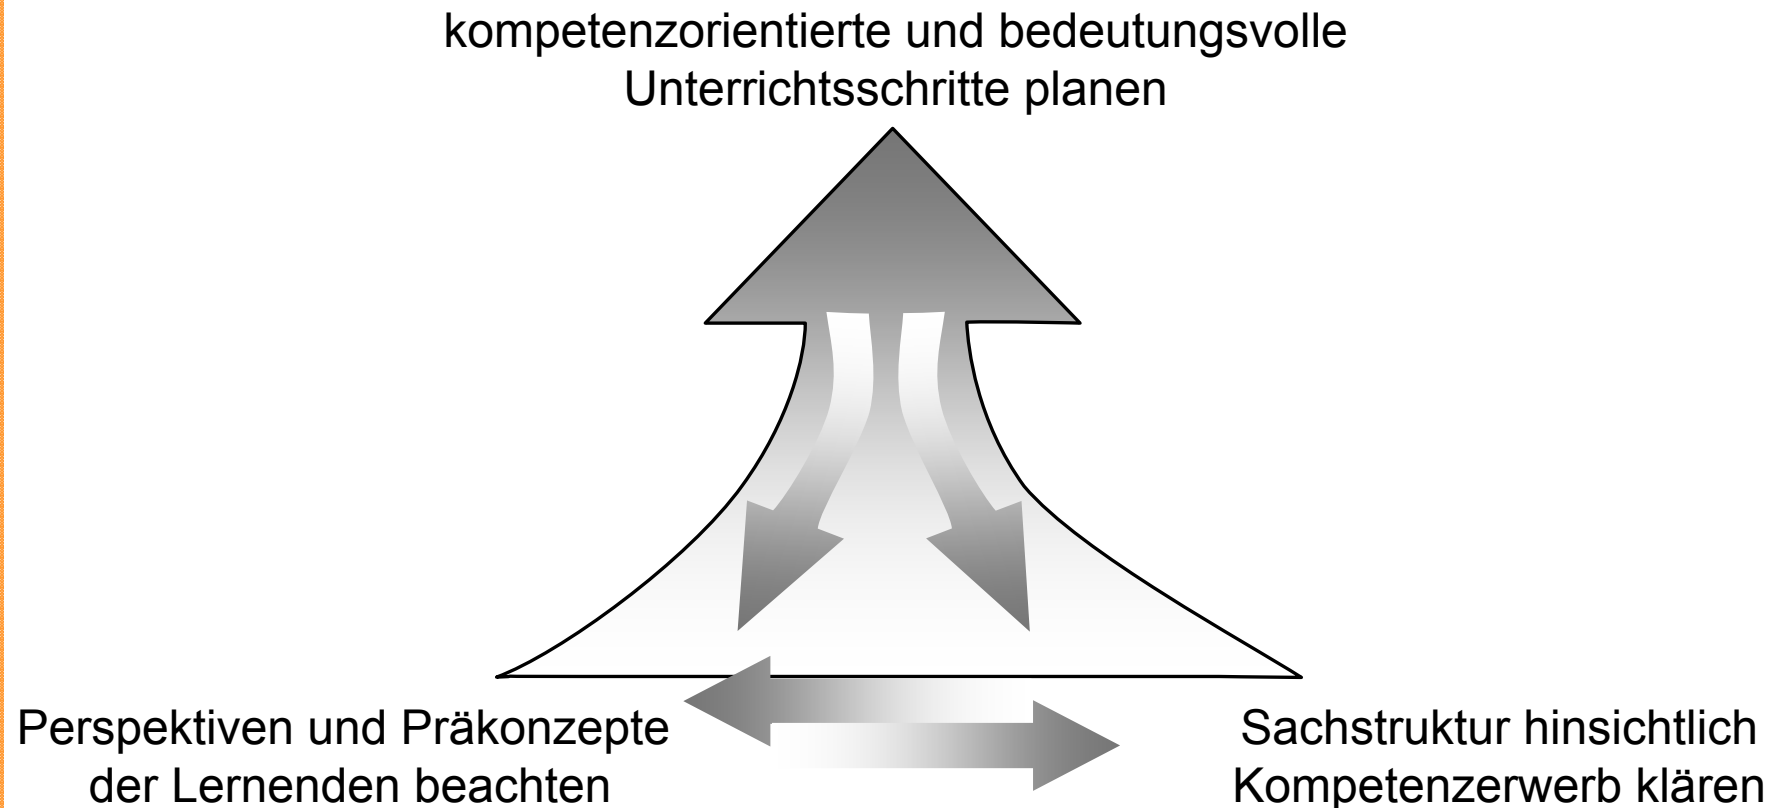 kompetenzorientierte und bedeutungsvolle
Unterrichtsschritte planen
Perspektiven und Präkonzepte
der Lernenden beachten
Sachstruktur hinsichtlich
Kompetenzerwerb klären